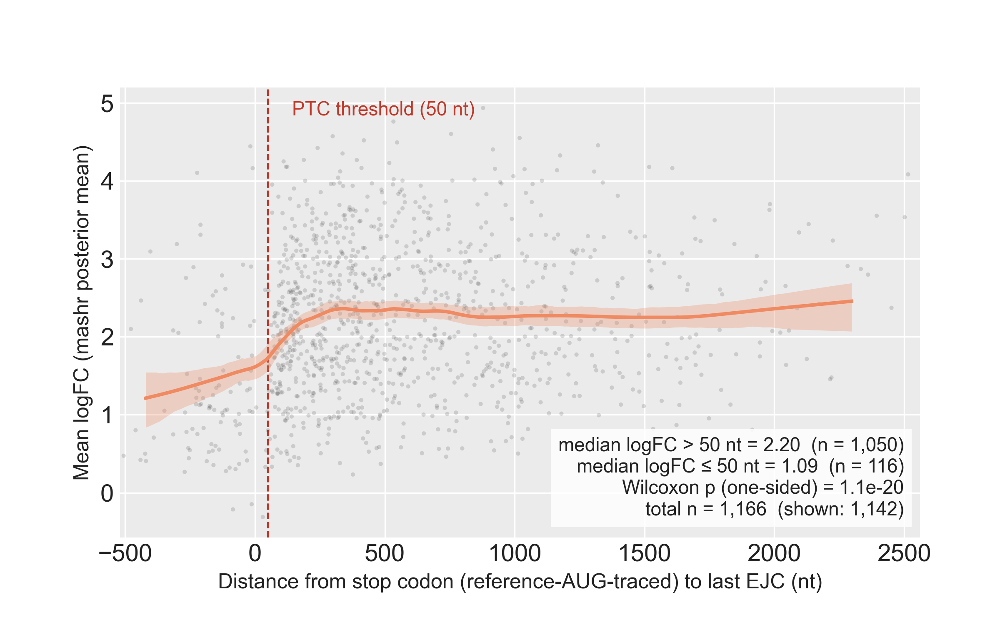 PTC threshold (50 nt)
5
4
3
2
1
0
Mean logFC (mashr posterior mean)
median logFC > 50 nt = 2.20 (n = 1,050)
median logFC ≤ 50 nt = 1.09 (n = 116)
Wilcoxon p (one-sided) = 1.1e-20
total n = 1,166 (shown: 1,142)
−500 0 500 1000 1500 2000 2500
Distance from stop codon (reference-AUG-traced) to last EJC (nt)